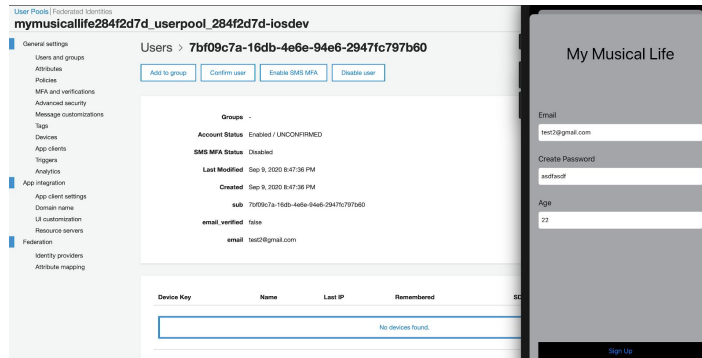 User Pools | Federated Identities
mymusicallife284f2d7d_userpool_284f2d7d-iosdev
General settings
Users and groups
Attributes
Policies
MFA and verifications
Advanced security
Message customizations
Tags
Devices
App clients
Triggers
Analytics
App integration
App client settings
Domain name
UI customization
Resource servers
Federation
Identity providers
Attribute mapping
Users > 7bf09c7a-16db-4e6e-94e6-2947fc797b60
Add to group Confirm user Enable SMS MFA Disable user
Groups -
Account Status Enabled / UNCONFIRMED
SMS MFA Status Disabled
Last Modified Sep 9, 2020 8:47:36 PM
Created Sep 9, 2020 8:47:36 PM
sub 7bf09c7a-16db-4e6e-94e6-2947fc797b60
email_verified false
email test2@gmail.com
Device Key Name Last IP Remembered
No devices found.
My Musical Life
Email
test2@gmail.com
Create Password
asdfasdf
Age
22
Sign Up